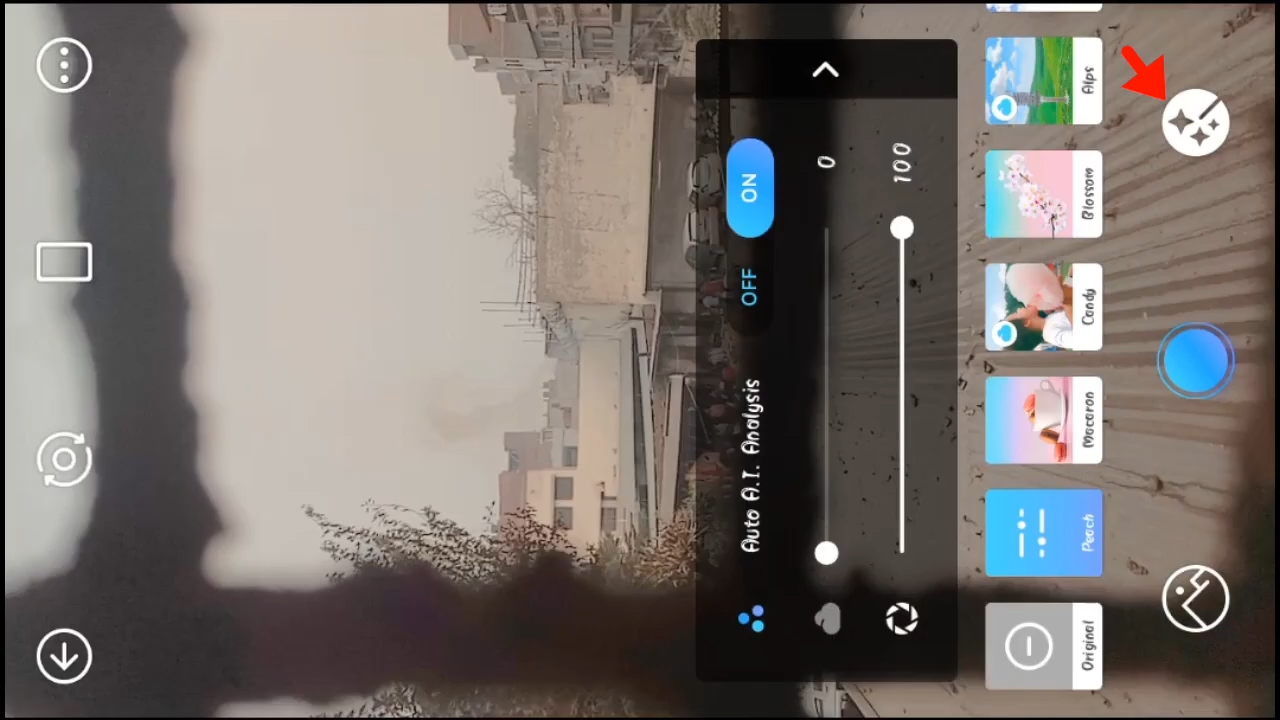 Auto A.I. Analysis
OFF
ON
0
100
Original
Peach
Macaron
Candy
Blossom
Alps